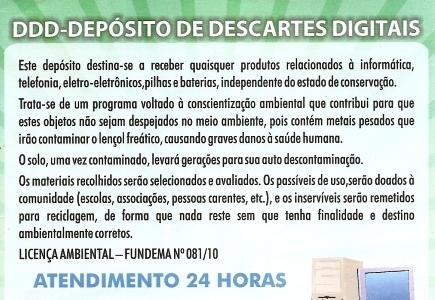 DDD-DEPÓSITO DE DESCARTES DIGITAIS
Este depósito destina-se a receber quaisquer produtos relacionados à informática,
telefonia, eletro-eletrônicos,pilhas e baterias, independente do estado de conservação.
Trata-se de um programa voltado à conscientização ambiental que contribui para que
estes objetos não sejam despejados no meio ambiente, pois contém metais pesados que
irão contaminar o lençol freático, causando graves danos à saúde humana.
O solo, uma vez contaminado, levará gerações para sua auto descontaminação.
Os materiais recolhidos serão selecionados e avaliados. Os passíveis de uso,serão doados à
comunidade (escolas, associações, pessoas carentes, etc.), e os inservíveis serão remetidos
para reciclagem, de forma que nada reste sem que tenha finalidade e destino
ambientalmente corretos.
LICENÇA AMBIENTAL – FUNDEMA Nº 081/10
ATENDIMENTO 24 HORAS